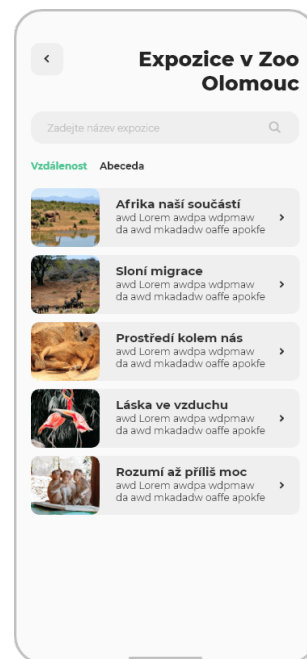 Expozice v Zoo
Olomouc
Zadejte název expozice
Vzdálenost Abeceda
Afrika naší součástí
awd Lorem awdpa wdpmaw
da awd mkadadw oaffe apokfe
Sloní migrace
awd Lorem awdpa wdpmaw
da awd mkadadw oaffe apokfe
Prostředí kolem nás
awd Lorem awdpa wdpmaw
da awd mkadadw oaffe apokfe
Láska ve vzduchu
awd Lorem awdpa wdpmaw
da awd mkadadw oaffe apokfe
Rozumí až příliš moc
awd Lorem awdpa wdpmaw
da awd mkadadw oaffe apokfe